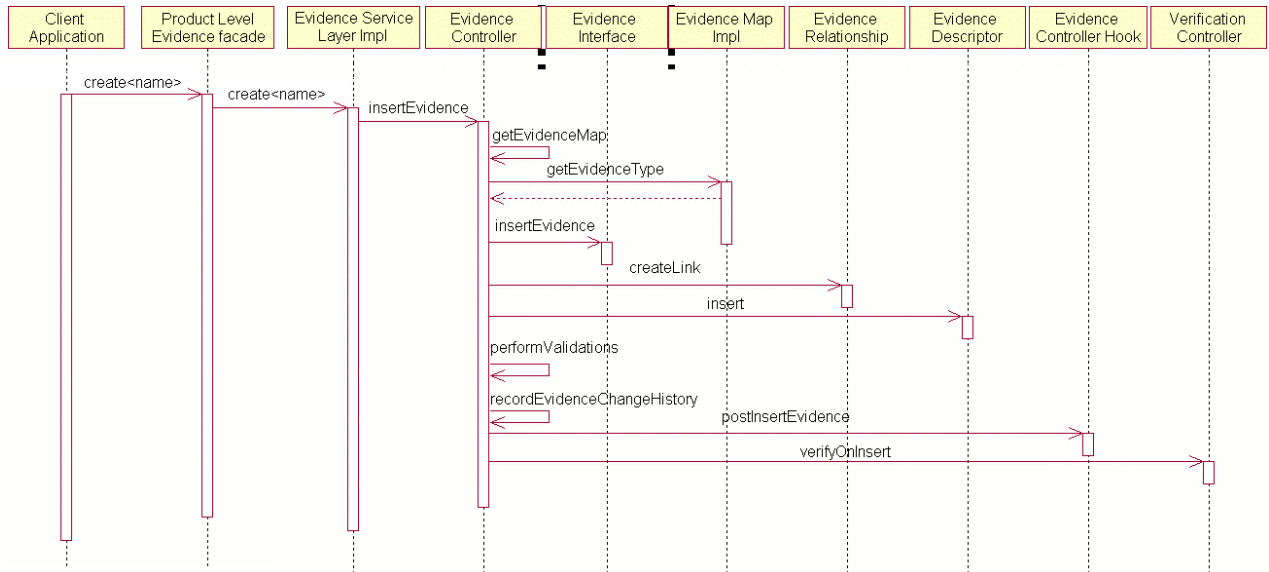 Client
Application
Product Level
Evidence facade
Evidence Service
Layer Impl
Evidence
Controller
Evidence
Interface
Evidence Map
Impl
Evidence
Relationship
Evidence
Descriptor
Evidence
Controller Hook
Verification
Controller
create<name>
create<name>
insertEvidence
getEvidenceMap
getEvidenceType
insertEvidence
createLink
insert
performValidations
recordEvidenceChangeHistory
postInsertEvidence
verifyOnInsert